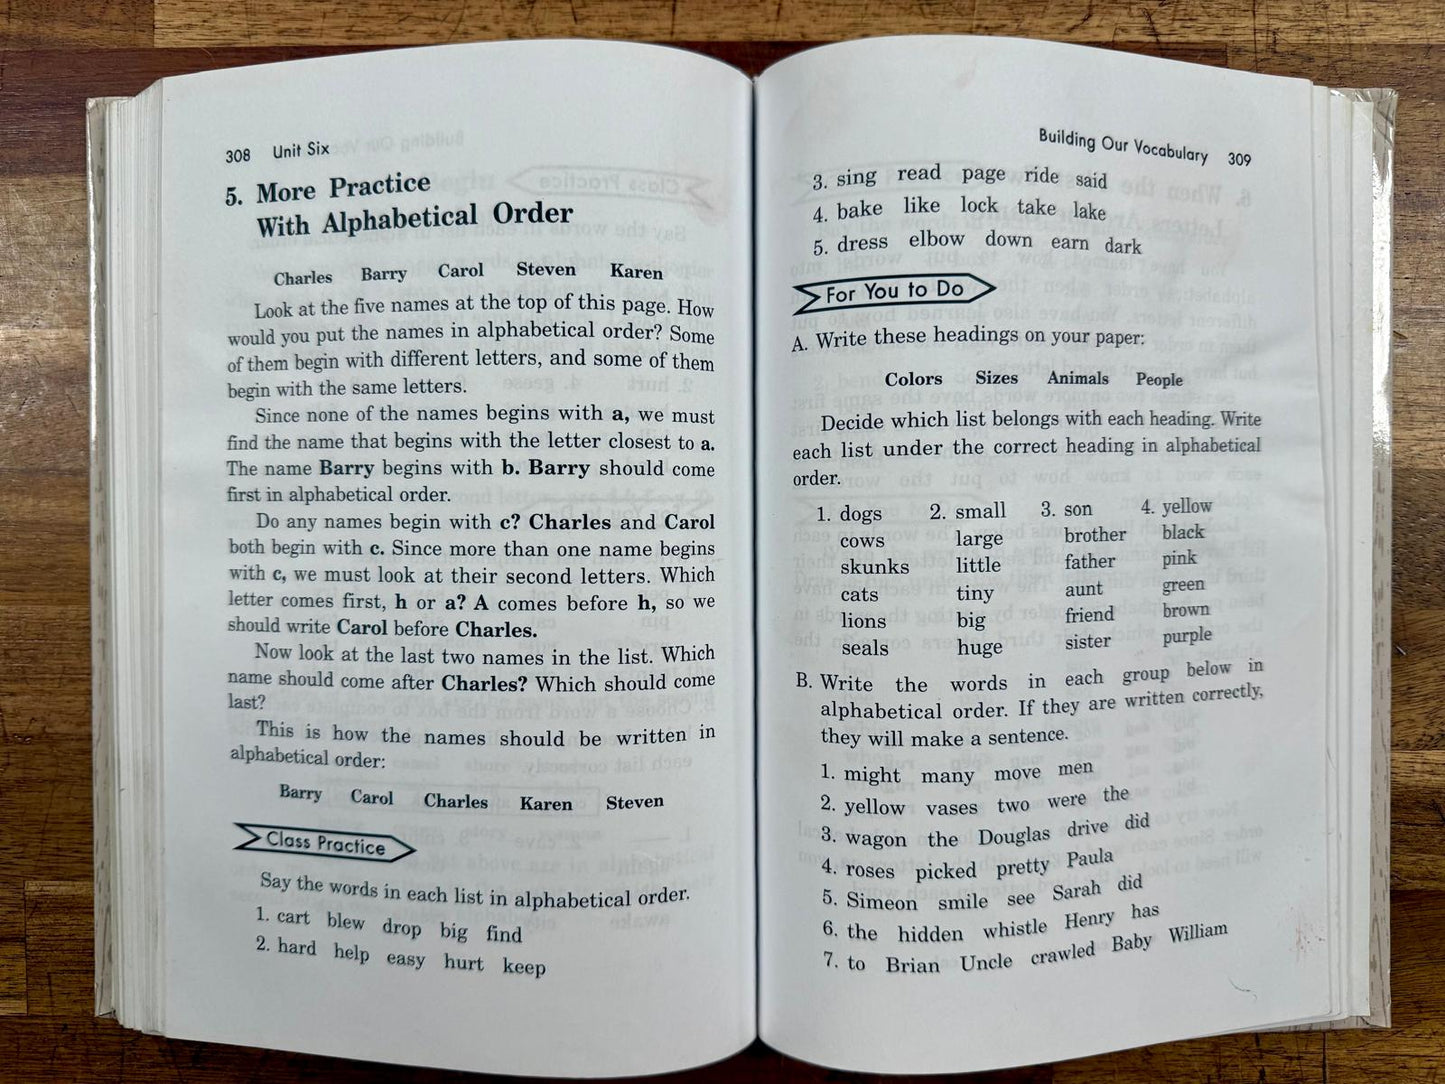 308 Unit Six
5. More Practice
With Alphabetical Order
Charles Barry Carol Steven Karen
Look at the five names at the top of this page. How
would you put the names in alphabetical order? Some
of them begin with different letters, and some of them
begin with the same letters.
Since none of the names begins with a, we must
find the name that begins with the letter closest to a.
The name Barry begins with b. Barry should come
first in alphabetical order.
Do any names begin with c? Charles and Carol
both begin with c. Since more than one name begins
with c, we must look at their second letters. Which
letter comes first, h or a? A comes before h, so we
should write Carol before Charles.
Now look at the last two names in the list. Which
name should come after Charles? Which should come
last?
This is how the names should be written in
alphabetical order:
Barry Carol Charles Karen Steven
Class Practice
Say the words in each list in alphabetical order.
1. cart blew drop big find
2. hard help easy hurt keep
Building Our Vocabulary 309
3. sing read page ride said
4. bake like lock take lake
5. dress elbow down earn dark
For You to Do
A. Write these headings on your paper:
Colors Sizes Animals People
Decide which list belongs with each heading. Write
each list under the correct heading in alphabetical
order.
1. dogs 2. small 3. son 4. yellow
cows large brother black
skunks little father pink
cats tiny aunt green
lions big friend brown
seals huge sister purple
B. Write the words in each group below in
alphabetical order. If they are written correctly,
they will make a sentence.
1. might many move men
2. yellow vases two were the
3. wagon the Douglas drive did
4. roses picked pretty Paula
5. Simeon smile see Sarah did
6. the hidden whistle Henry has
7. to Brian Uncle crawled Baby William